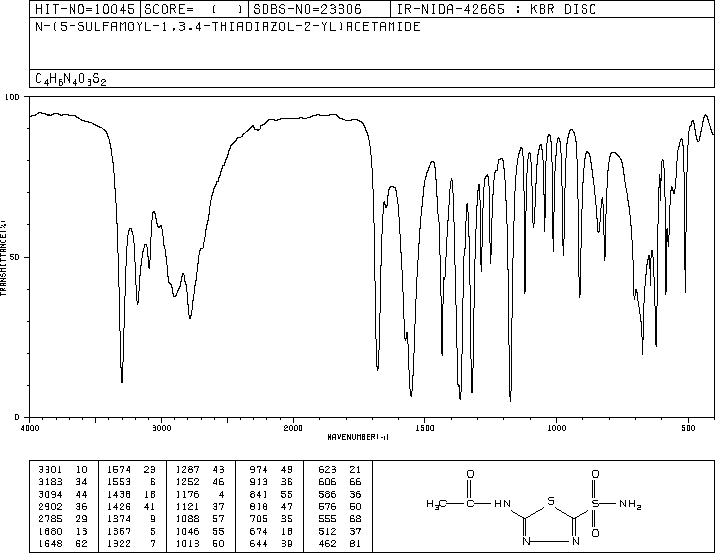 HIT-NO=10045 SCORE= ( ) SDBS-NO=23306 IR-NIDA-42665 : KBR DISC
N-(5-SULFAMOYL-1,3,4-THIADIAZOL-2-YL)ACETAMIDE
C4H6N4O3S2
100
50
0
TRANSMITTANCE(%)
4000 3000 2000 1500 1000 500
WAVENUMBER(-1)
3301 10 1574 23 1287 43 974 49 623 21
3183 34 1553 6 1252 46 913 36 606 66
3094 44 1438 18 1176 4 841 55 586 36
2902 36 1426 41 1121 37 818 47 576 50
2785 29 1374 9 1088 57 705 35 555 68
1680 13 1367 5 1046 55 674 18 512 37
1648 62 1322 7 1013 50 644 39 462 81
O O
H3C C HN S S NH2
O
N N